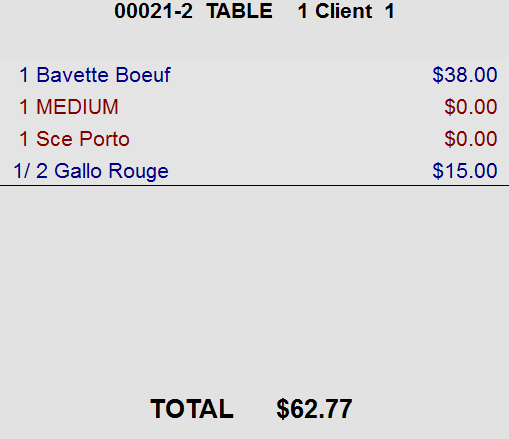 00021-2 TABLE 1 Client 1
1 Bavette Boeuf $38.00
1 MEDIUM $0.00
1 Sce Porto $0.00
1/ 2 Gallo Rouge $15.00
TOTAL $62.77